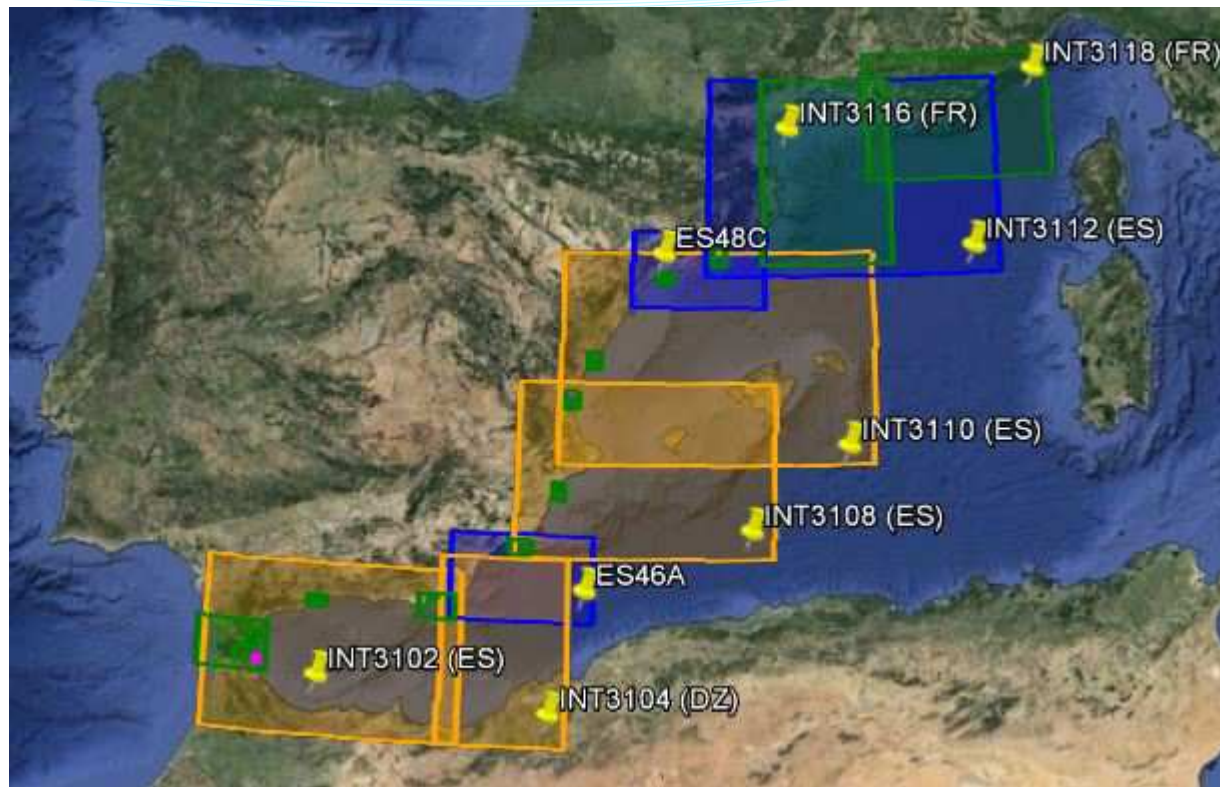 INT3118 (FR)
INT3116 (FR)
INT3112 (ES)
ES48C
INT3110 (ES)
INT3108 (ES)
ES46A
INT3102 (ES)
INT3104 (DZ)